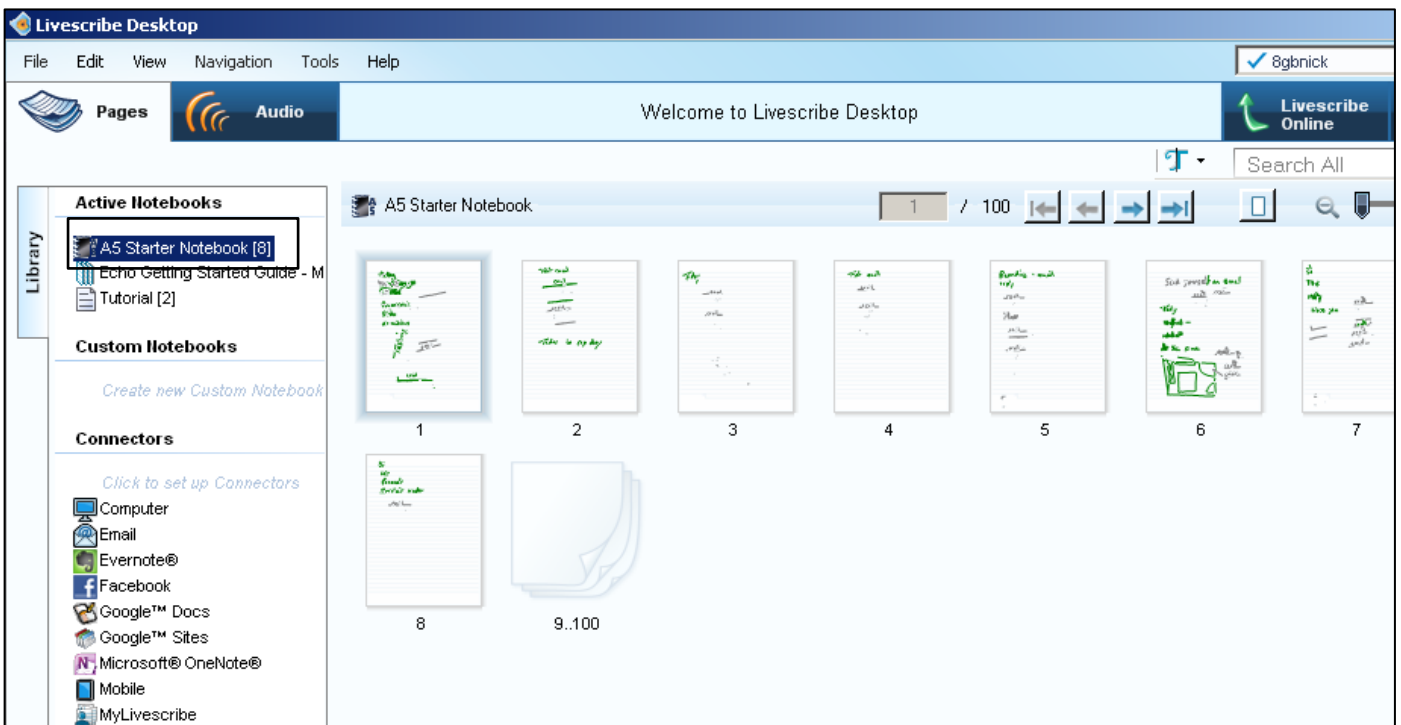 Livescribe Desktop
File Edit View Navigation Tools Help
8gbnick
Pages
Audio
Welcome to Livescribe Desktop
Livescribe
Online
Search All
Library
Active Notebooks
A5 Starter Notebook [8]
Echo Getting Started Guide - M
Tutorial [2]
Custom Notebooks
Create new Custom Notebook
Connectors
Click to set up Connectors
Computer
Email
Evernote®
Facebook
Google™ Docs
Google™ Sites
Microsoft® OneNote®
Mobile
MyLivescribe
A5 Starter Notebook
1 / 100
1 2 3 4 5 6 7
8 9..100